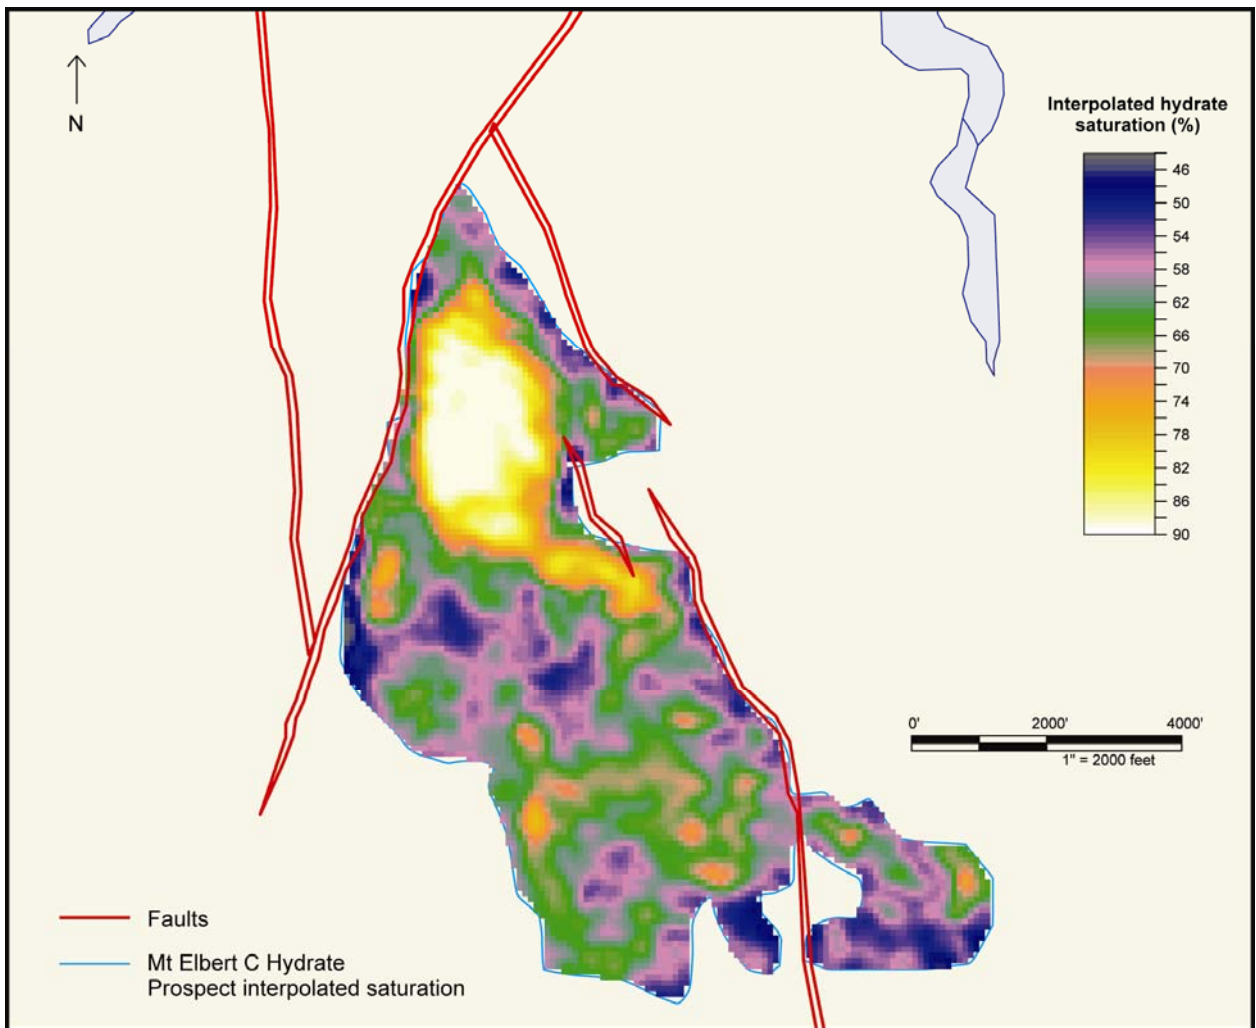 N
Interpolated hydrate
saturation (%)
46
50
54
58
62
66
70
74
78
82
86
90
0' 2000' 4000'
1" = 2000 feet
Faults
Mt Elbert C Hydrate
Prospect interpolated saturation